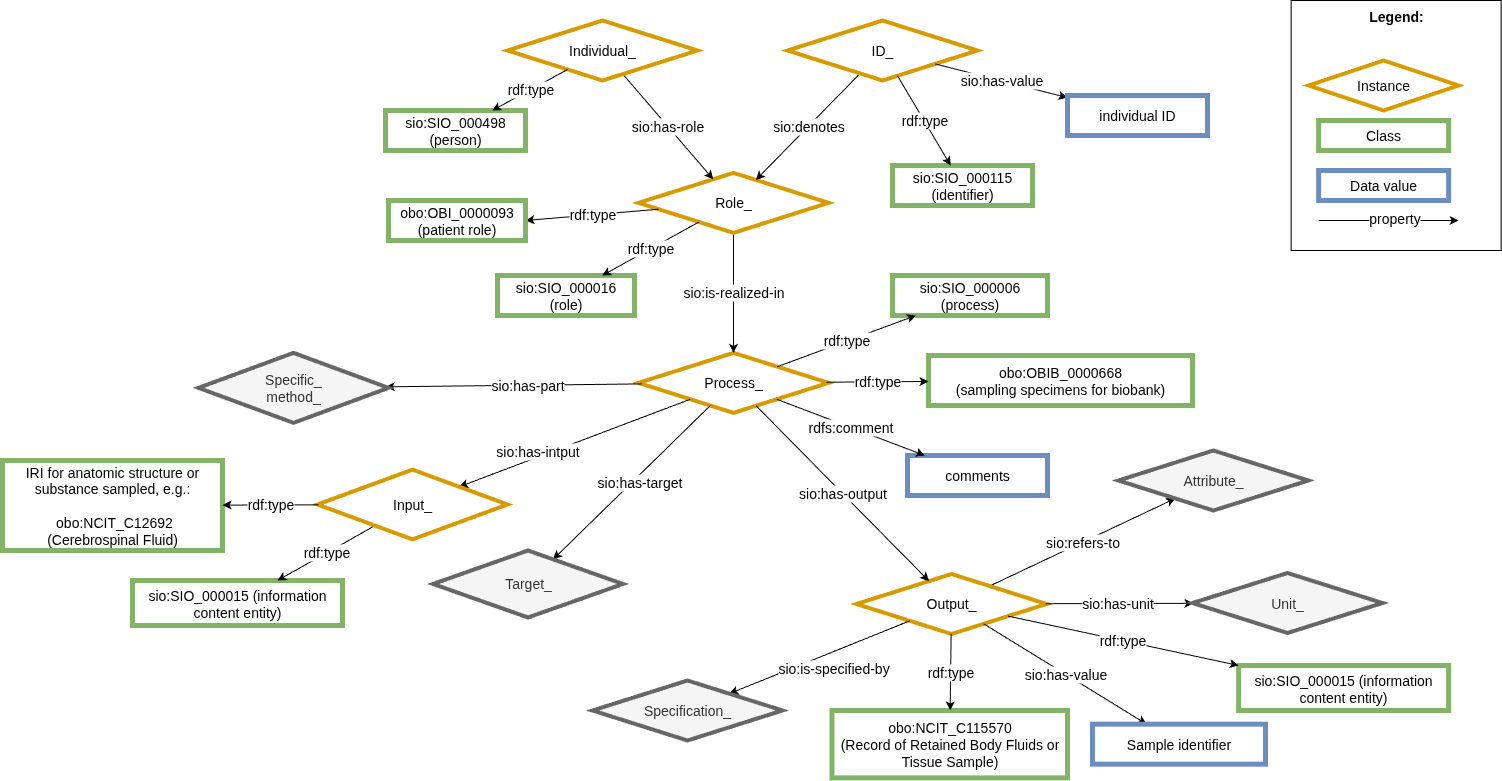 Legend:
Instance
Class
Data value
property
Individual_
ID_
rdf:type
sio:has-value
sio:SIO_000498
(person)
sio:has-role
sio:denotes
rdf:type
individual ID
sio:SIO_000115
(identifier)
Role_
obo:OBI_0000093
(patient role)
rdf:type
rdf:type
sio:SIO_000016
(role)
sio:is-realized-in
sio:SIO_000006
(process)
rdf:type
Specific_
method_
sio:has-part
Process_
rdf:type
obo:OBIB_0000668
(sampling specimens for biobank)
rdfs:comment
comments
sio:has-intput
sio:has-target
sio:has-output
IRI for anatomic structure or
substance sampled, e.g.:
obo:NCIT_C12692
(Cerebrospinal Fluid)
rdf:type
Input_
rdf:type
sio:SIO_000015 (information
content entity)
Target_
Attribute_
sio:refers-to
Output_
sio:has-unit
Unit_
rdf:type
sio:SIO_000015 (information
content entity)
sio:is-specified-by
rdf:type
sio:has-value
Specification_
obo:NCIT_C115570
(Record of Retained Body Fluids or
Tissue Sample)
Sample identifier